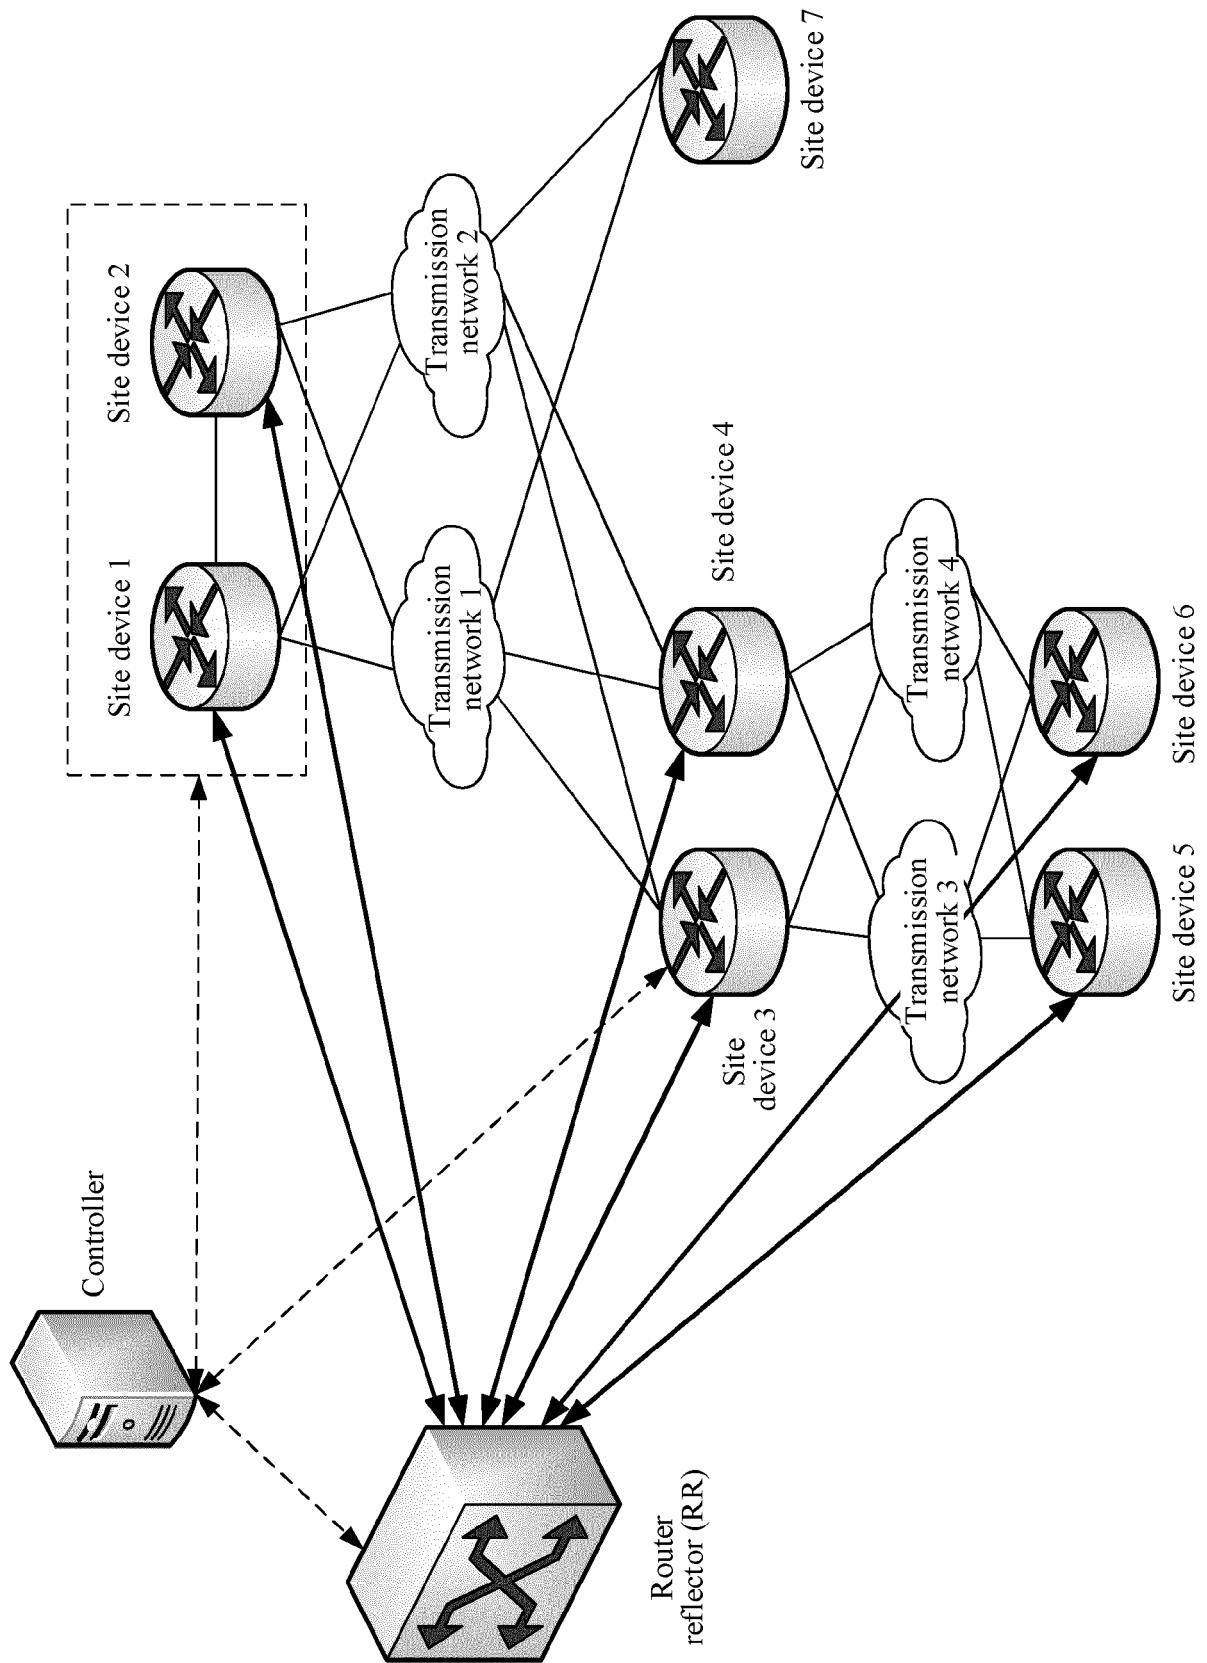 Controller
Site device 1
Site device 2
Router
reflector (RR)
Transmission
network 1
Transmission
network 2
Site
device 3
Site device 4
Site device 7
Transmission
network 3
Transmission
network 4
Site device 5
Site device 6